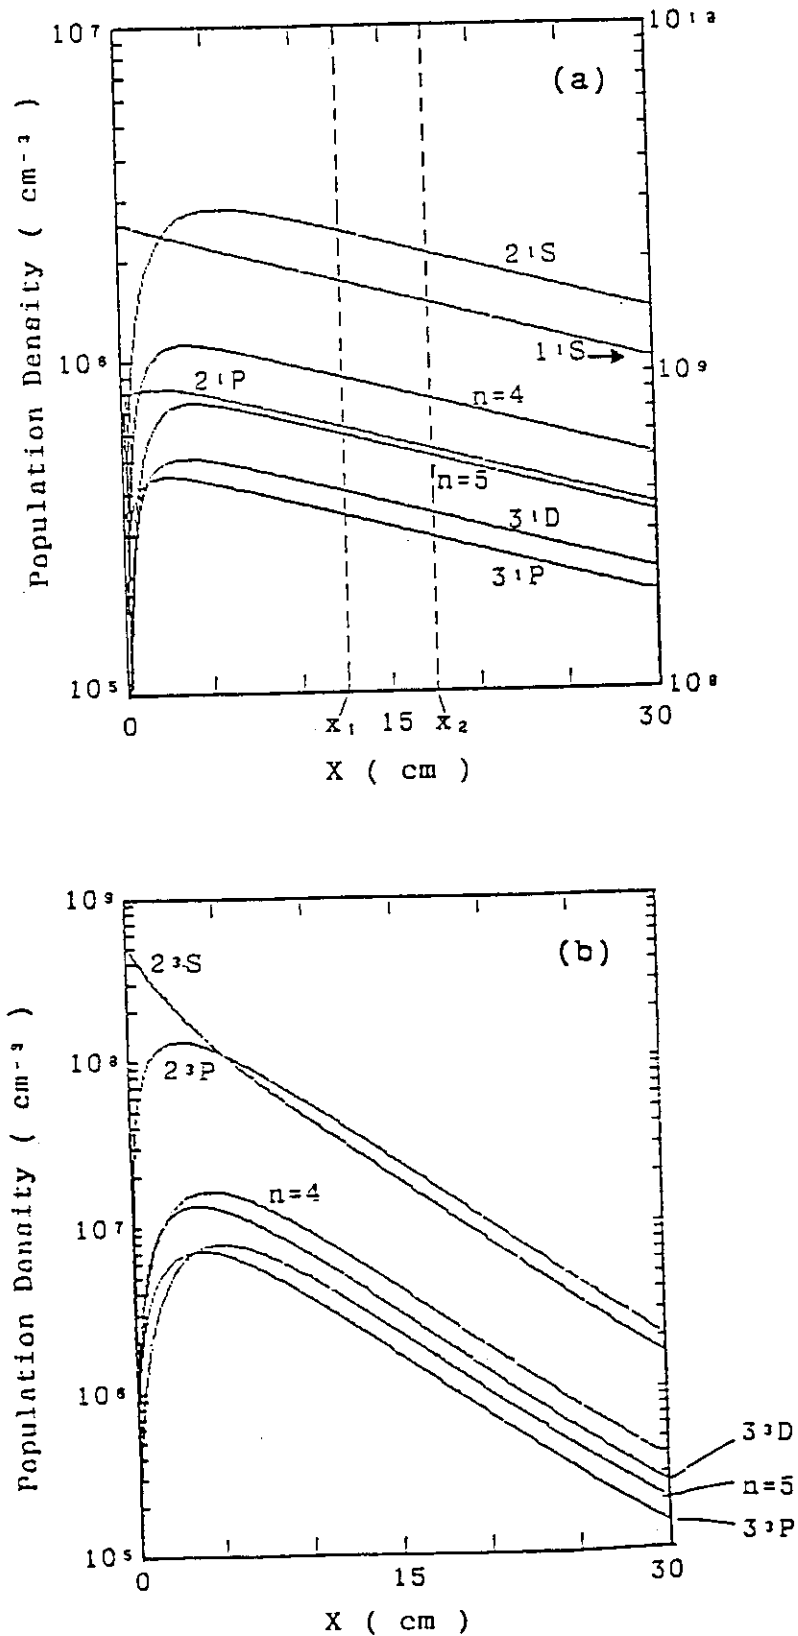 10⁷
10¹⁰
(a)
Population Density ( cm⁻³ )
2¹S
1¹S→
10⁶
10⁹
2¹P
n=4
n=5
3¹D
3¹P
10⁵
10⁸
0
x₁ 15 x₂
30
X ( cm )
10⁹
(b)
2³S
Population Density ( cm⁻³ )
10⁸
2³P
n=4
10⁷
10⁶
3³D
n=5
3³P
10⁵
0
15
30
X ( cm )